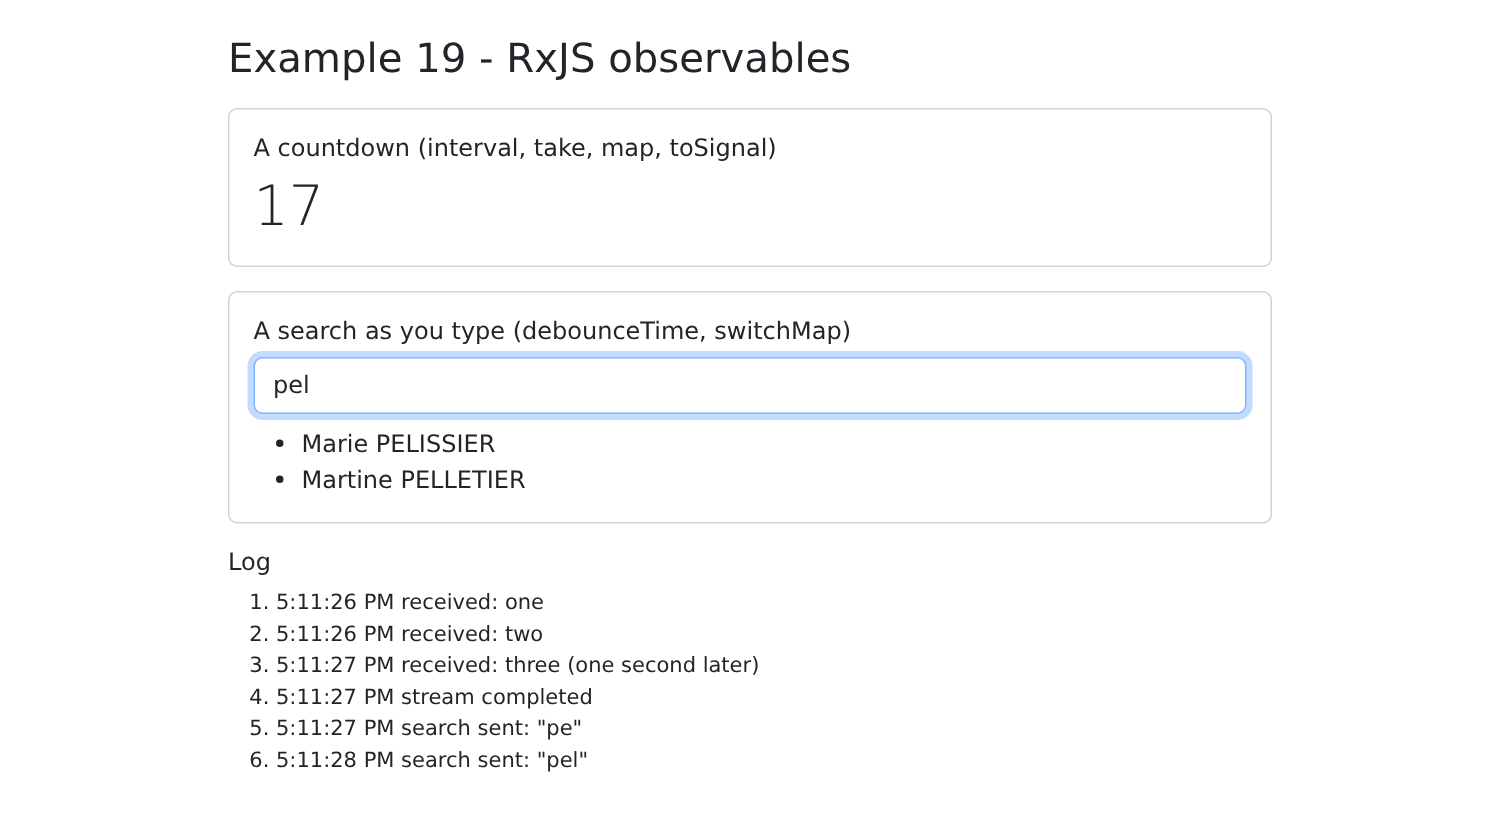 Example 19 - RxJS observables
A countdown (interval, take, map, toSignal)
17
A search as you type (debounceTime, switchMap)
pel
• Marie PELISSIER
• Martine PELLETIER
Log
1. 5:11:26 PM received: one
2. 5:11:26 PM received: two
3. 5:11:27 PM received: three (one second later)
4. 5:11:27 PM stream completed
5. 5:11:27 PM search sent: "pe"
6. 5:11:28 PM search sent: "pel"